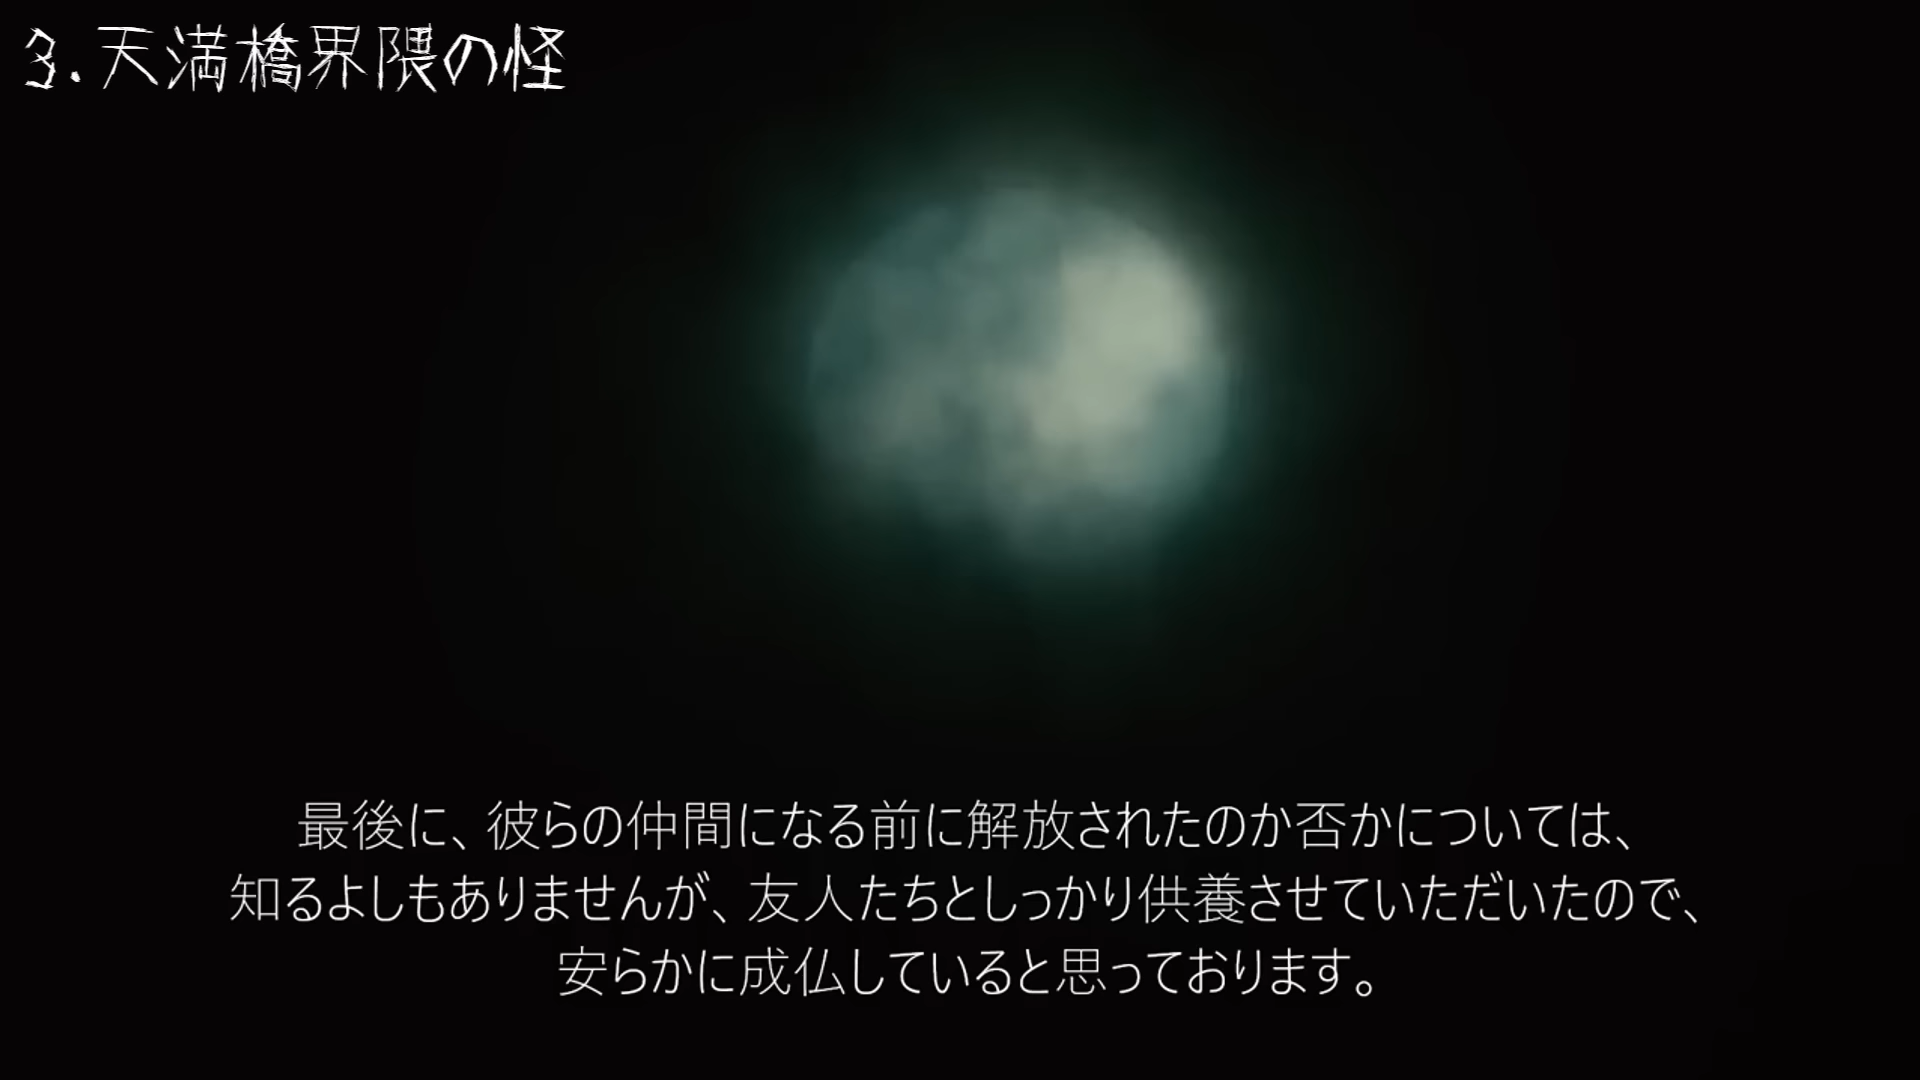 3.天満橋界隈の怪
最後に、彼らの仲間になる前に解放されたのか否かについては、
知るよしもありませんが、友人たちとしっかり供養させていただいたので、
安らかに成仏していると思っております。